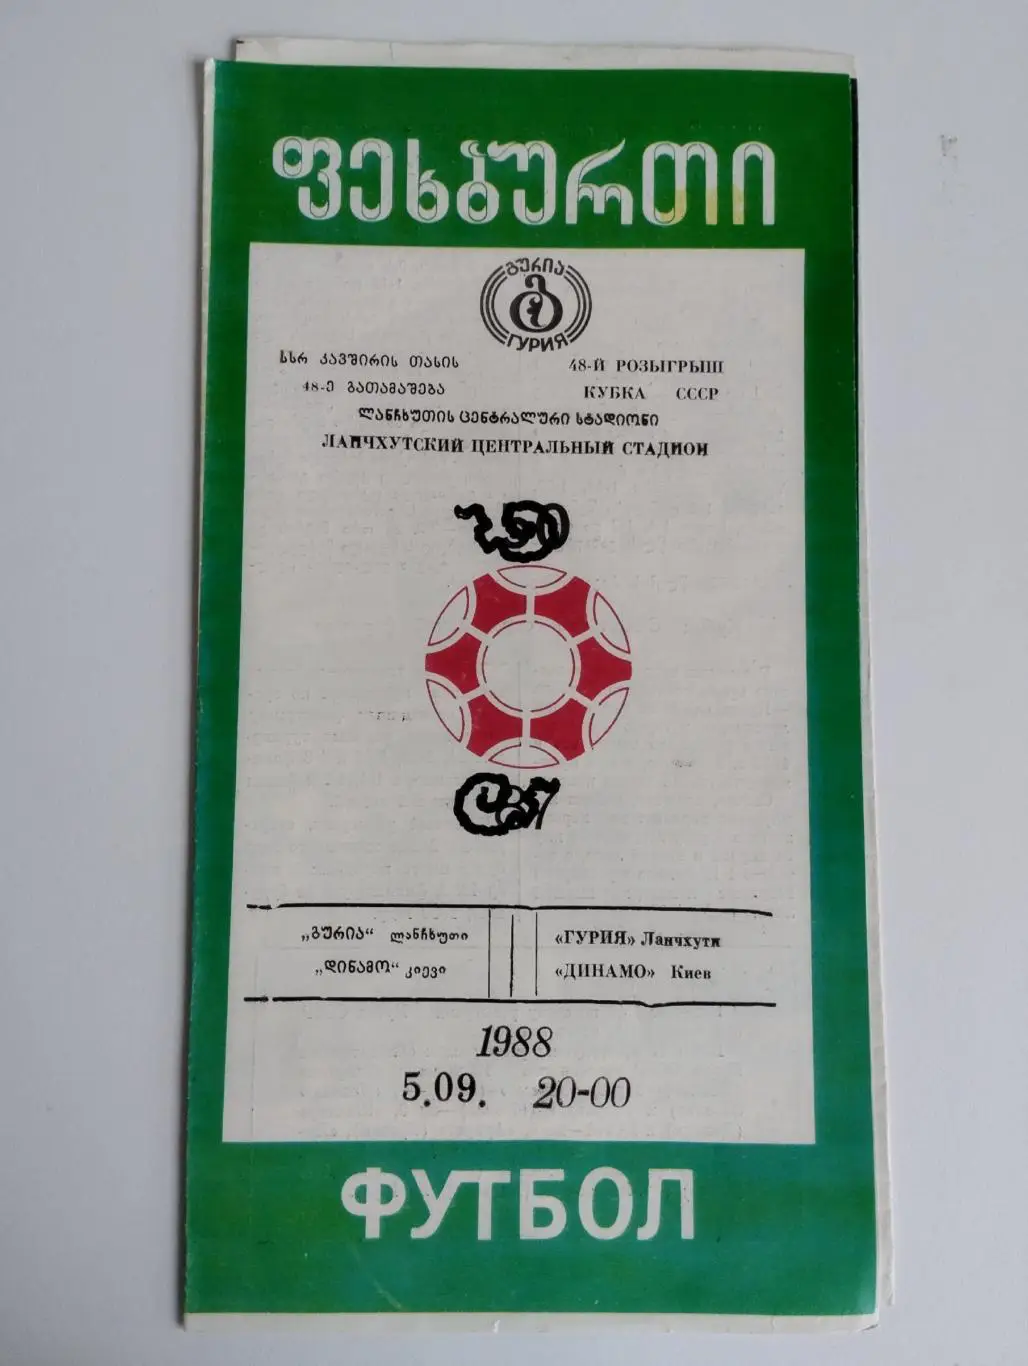 ფეხბურთი
გურია
ГУРИЯ
სსრ კავშირის თასის
48-ე გათამაშება
48-Й РОЗЫГРЫШ
КУБКА СССР
ლანჩხუთის ცენტრალური სტადიონი
ЛАНЧХУТСКИЙ ЦЕНТРАЛЬНЫЙ СТАДИОН
„გურია“ ლანჩხუთი
„დინამო“ კიევი
«ГУРИЯ» Ланчхути
«ДИНАМО» Киев
1988
5.09. 20-00
ФУТБОЛ